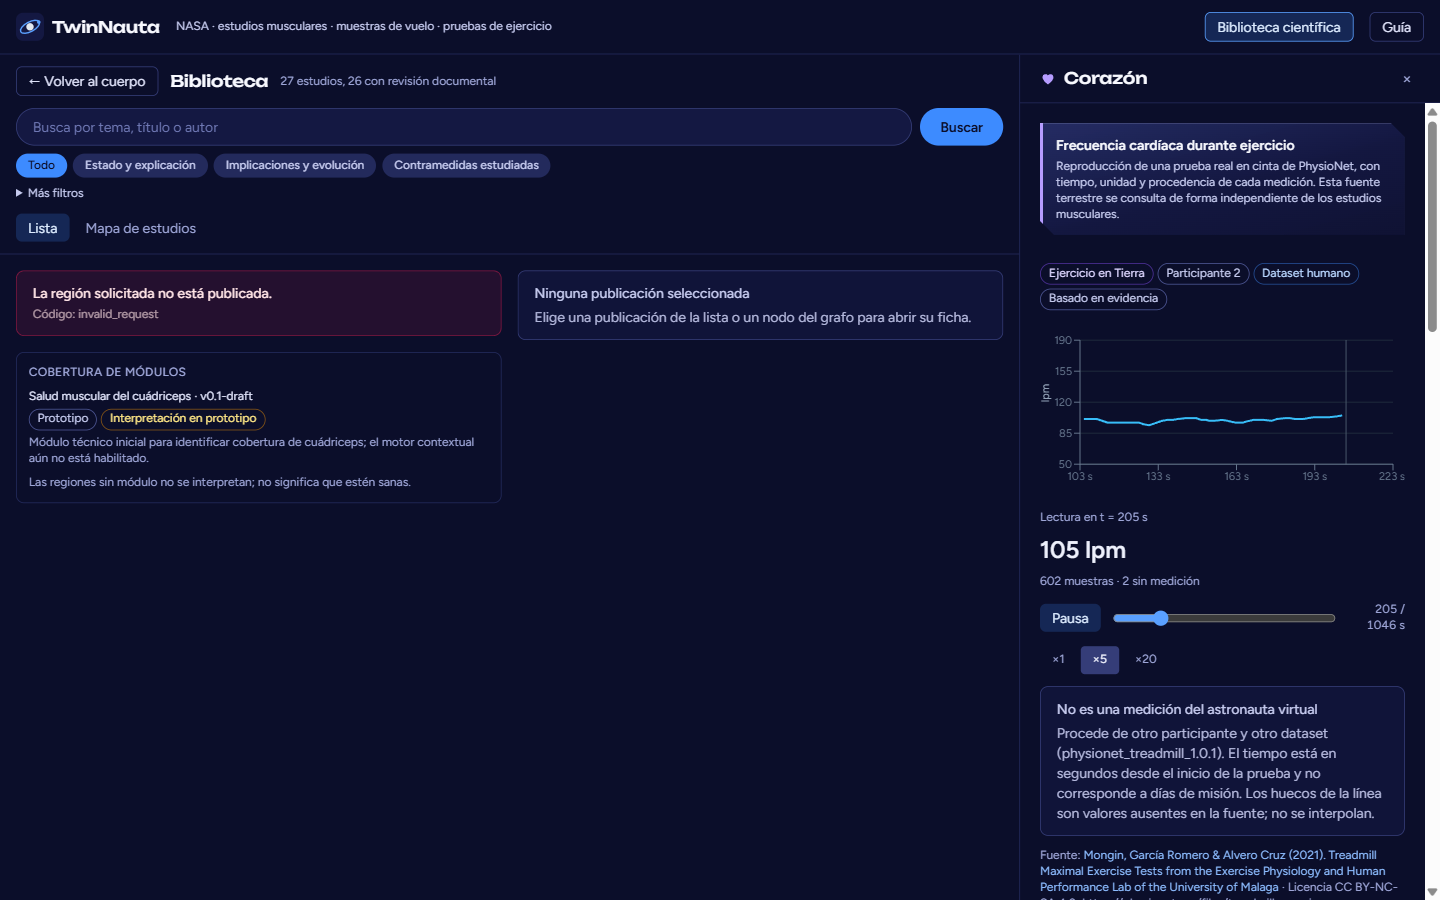 TwinNauta
NASA · estudios musculares · muestras de vuelo · pruebas de ejercicio
Biblioteca científica
Guía
← Volver al cuerpo
Biblioteca
27 estudios, 26 con revisión documental
Busca por tema, título o autor
Buscar
Todo
Estado y explicación
Implicaciones y evolución
Contramedidas estudiadas
▶ Más filtros
Lista
Mapa de estudios
La región solicitada no está publicada.
Código: invalid_request
COBERTURA DE MÓDULOS
Salud muscular del cuádriceps · v0.1-draft
Prototipo
Interpretación en prototipo
Módulo técnico inicial para identificar cobertura de cuádriceps; el motor contextual
aún no está habilitado.
Las regiones sin módulo no se interpretan; no significa que estén sanas.
Ninguna publicación seleccionada
Elige una publicación de la lista o un nodo del grafo para abrir su ficha.
Corazón
×
Frecuencia cardíaca durante ejercicio
Reproducción de una prueba real en cinta de PhysioNet, con
tiempo, unidad y procedencia de cada medición. Esta fuente
terrestre se consulta de forma independiente de los estudios
musculares.
Ejercicio en Tierra
Participante 2
Dataset humano
Basado en evidencia
190
155
120
85
50
lpm
103 s
133 s
163 s
193 s
223 s
Lectura en t = 205 s
105 lpm
602 muestras · 2 sin medición
Pausa
205 /
1046 s
×1
×5
×20
No es una medición del astronauta virtual
Procede de otro participante y otro dataset
(physionet_treadmill_1.0.1). El tiempo está en
segundos desde el inicio de la prueba y no
corresponde a días de misión. Los huecos de la línea
son valores ausentes en la fuente; no se interpolan.
Fuente: Mongin, García Romero & Alvero Cruz (2021). Treadmill
Maximal Exercise Tests from the Exercise Physiology and Human
Performance Lab of the University of Malaga · Licencia CC BY-NC-